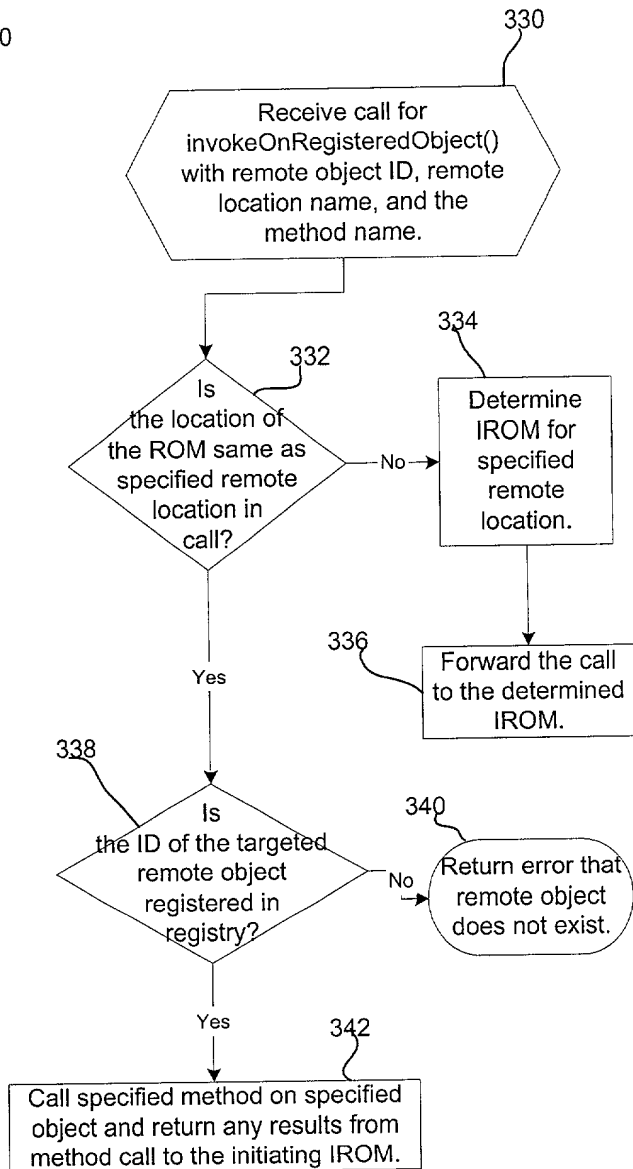 0
330
Receive call for
invokeOnRegisteredObject()
with remote object ID, remote
location name, and the
method name.
332
Is
the location of
the ROM same as
specified remote
location in
call?
No
334
Determine
IROM for
specified
remote
location.
336
Forward the call
to the determined
IROM.
Yes
338
Is
the ID of the targeted
remote object
registered in
registry?
No
340
Return error that
remote object
does not exist.
Yes
342
Call specified method on specified
object and return any results from
method call to the initiating IROM.